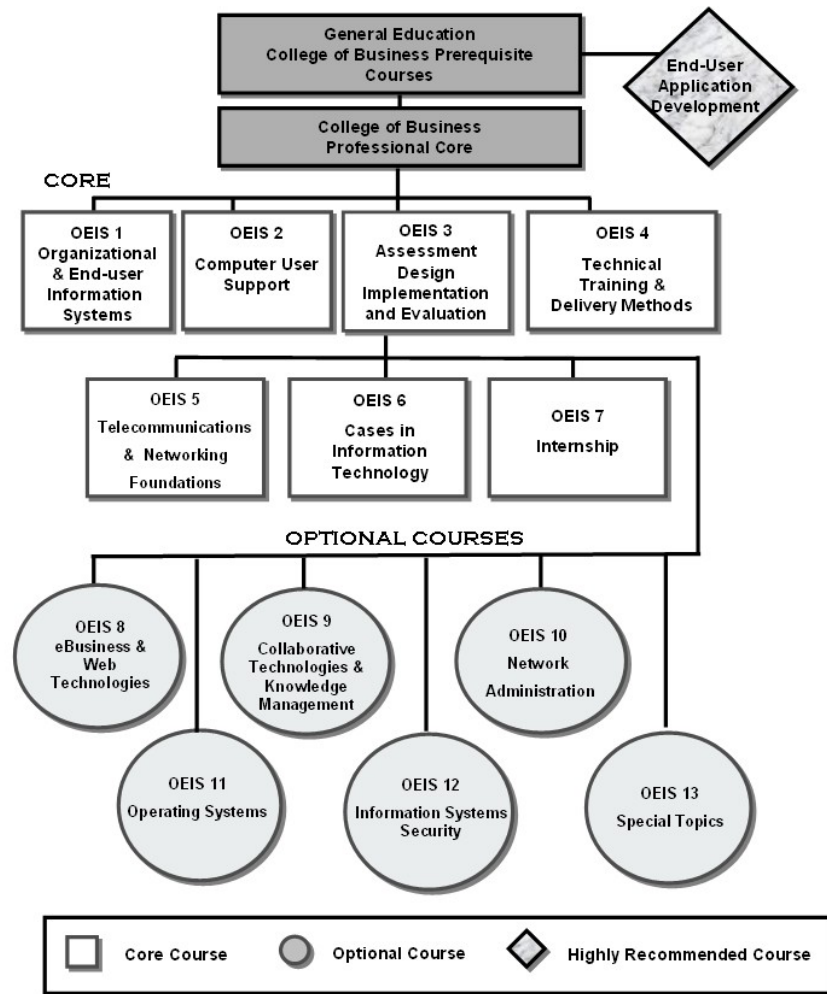 General Education
College of Business Prerequisite
Courses
End-User
Application
Development
College of Business
Professional Core
CORE
OEIS 1
Organizational
& End-user
Information
Systems
OEIS 2
Computer User
Support
OEIS 3
Assessment
Design
Implementation
and Evaluation
OEIS 4
Technical
Training &
Delivery Methods
OEIS 5
Telecommunications
& Networking
Foundations
OEIS 6
Cases in
Information
Technology
OEIS 7
Internship
OPTIONAL COURSES
OEIS 8
eBusiness &
Web
Technologies
OEIS 9
Collaborative
Technologies &
Knowledge
Management
OEIS 10
Network
Administration
OEIS 11
Operating Systems
OEIS 12
Information Systems
Security
OEIS 13
Special Topics
Core Course
Optional Course
Highly Recommended Course